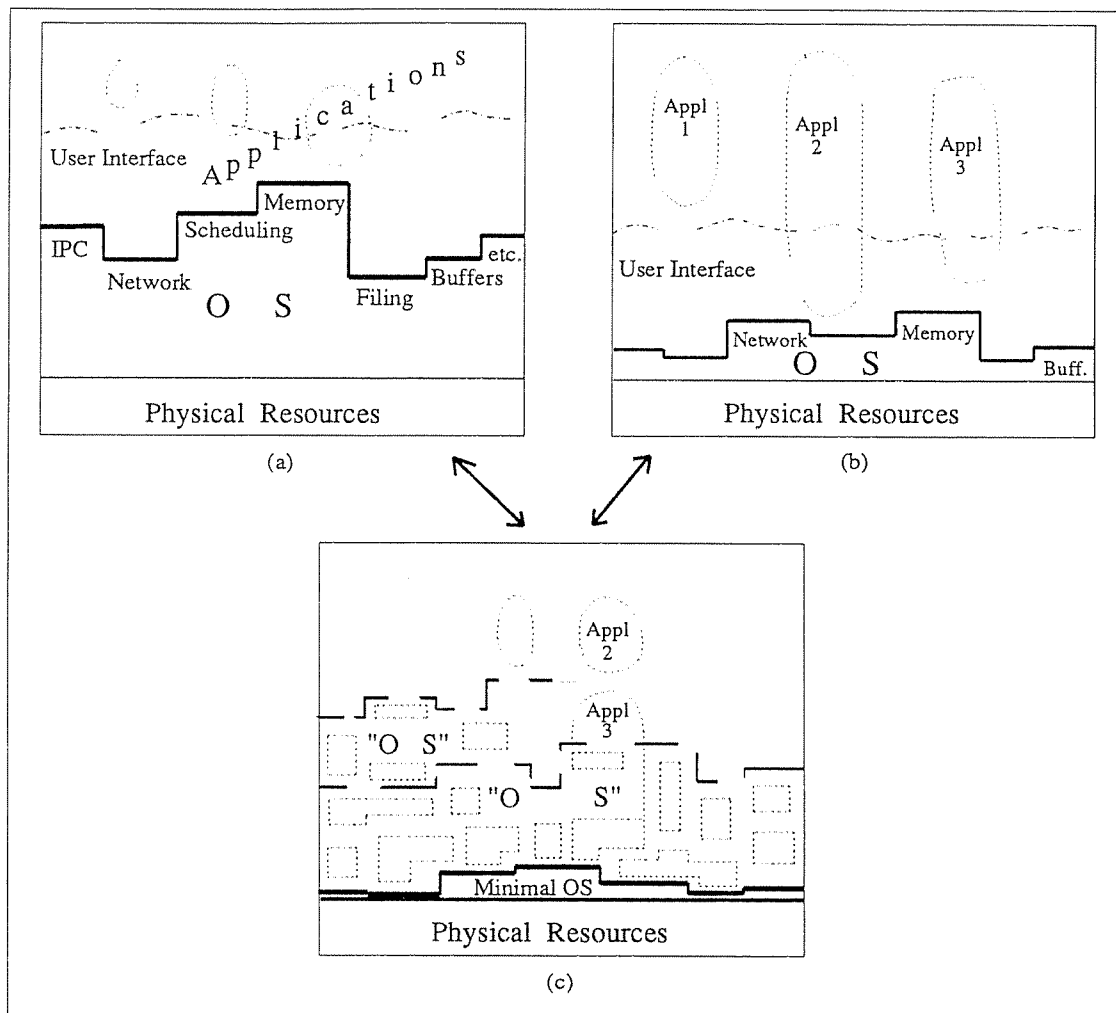 Applications
User Interface
Memory
Scheduling
IPC
Network
etc.
Buffers
Filing
O S
Physical Resources
(a)
Appl
1
Appl
2
Appl
3
User Interface
Network
Memory
O S
Buff.
Physical Resources
(b)
Appl
2
Appl
3
"O S"
"O S"
Minimal OS
Physical Resources
(c)